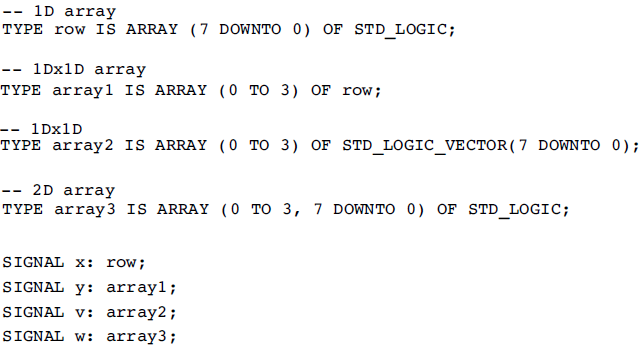 -- 1D array
TYPE row IS ARRAY (7 DOWNTO 0) OF STD_LOGIC;
-- 1Dx1D array
TYPE array1 IS ARRAY (0 TO 3) OF row;
-- 1Dx1D
TYPE array2 IS ARRAY (0 TO 3) OF STD_LOGIC_VECTOR(7 DOWNTO 0);
-- 2D array
TYPE array3 IS ARRAY (0 TO 3, 7 DOWNTO 0) OF STD_LOGIC;
SIGNAL x: row;
SIGNAL y: array1;
SIGNAL v: array2;
SIGNAL w: array3;